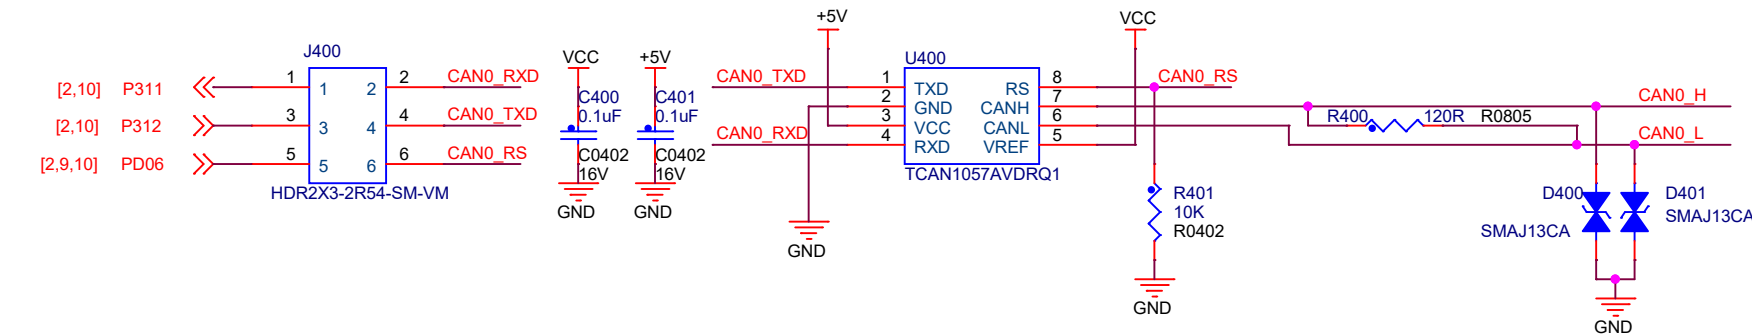 J400
[2,10] P311
[2,10] P312
[2,9,10] PD06
1 1 2 2 CAN0_RXD
3 3 4 4 CAN0_TXD
5 5 6 6 CAN0_RS
HDR2X3-2R54-SM-VM
VCC
C400
0.1uF
C0402
16V
GND
+5V
C401
0.1uF
C0402
16V
GND
+5V
VCC
U400
CAN0_TXD 1 TXD RS 8 CAN0_RS
2 GND CANH 7 CAN0_H
3 VCC CANL 6 CAN0_L
CAN0_RXD 4 RXD VREF 5
TCAN1057AVDRQ1
GND
R400 120R R0805
R401
10K
R0402
GND
D400
SMAJ13CA
D401
SMAJ13CA
GND